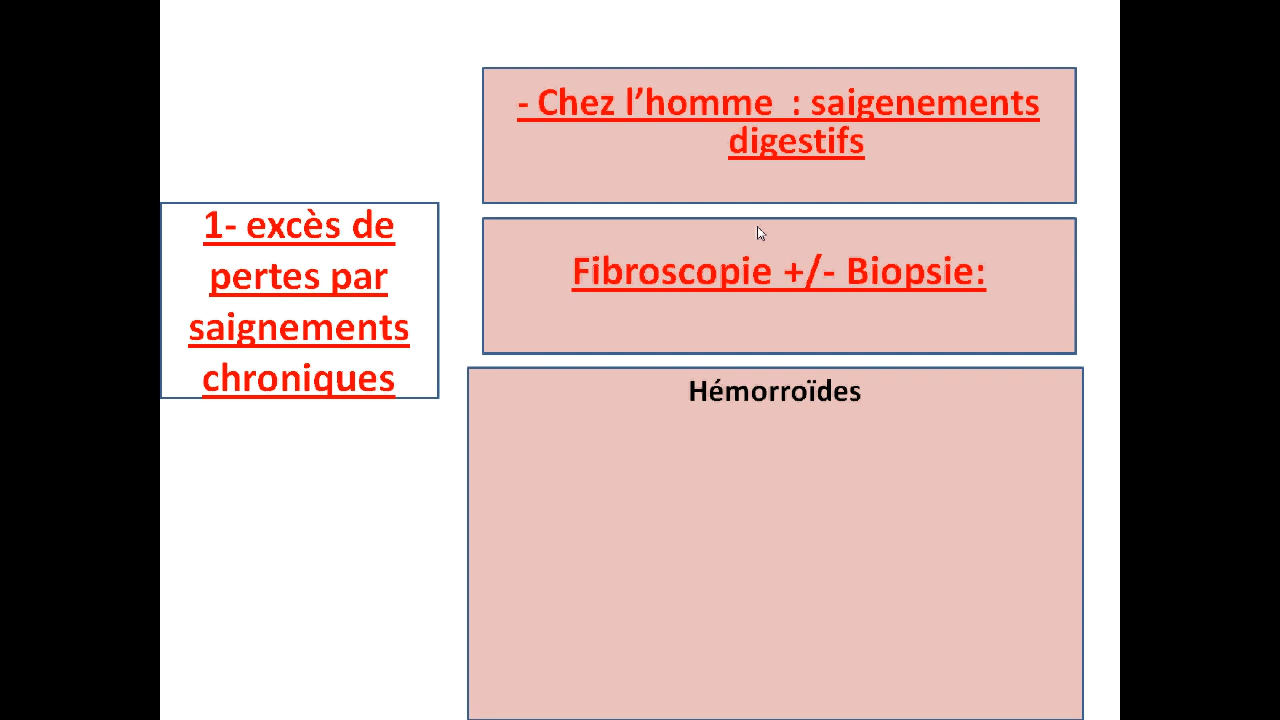 1- excès de
pertes par
saignements
chroniques
- Chez l’homme : saigenements
digestifs
Fibroscopie +/- Biopsie:
Hémorroïdes